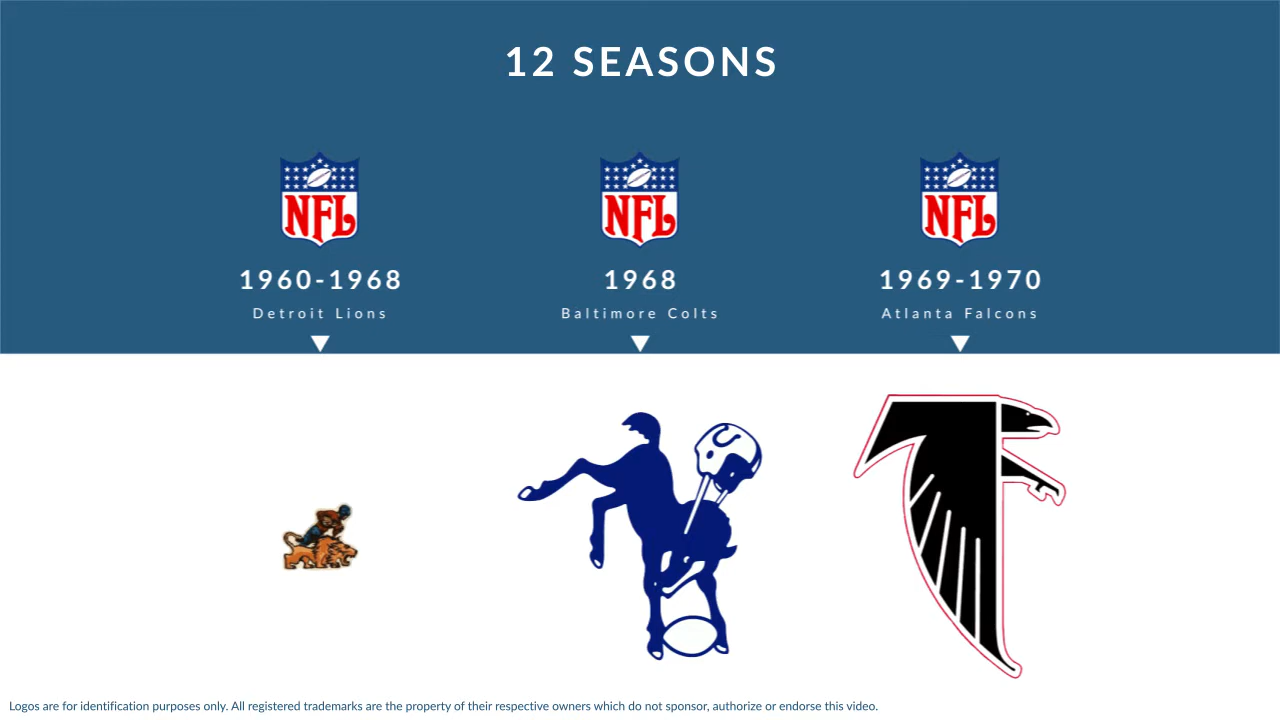 12 SEASONS
NFL NFL NFL
1960-1968 1968 1969-1970
Detroit Lions Baltimore Colts Atlanta Falcons
Logos are for identification purposes only. All registered trademarks are the property of their respective owners which do not sponsor, authorize or endorse this video.